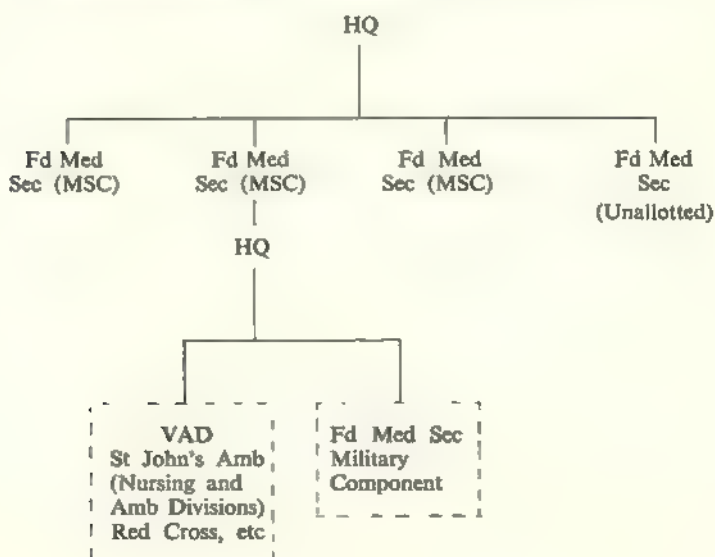 HQ
Fd Med
Sec (MSC)
Fd Med
Sec (MSC)
Fd Med
Sec (MSC)
Fd Med
Sec
(Unallotted)
HQ
VAD
St John's Amb
(Nursing and
Amb Divisions)
Red Cross, etc
Fd Med Sec
Military
Component